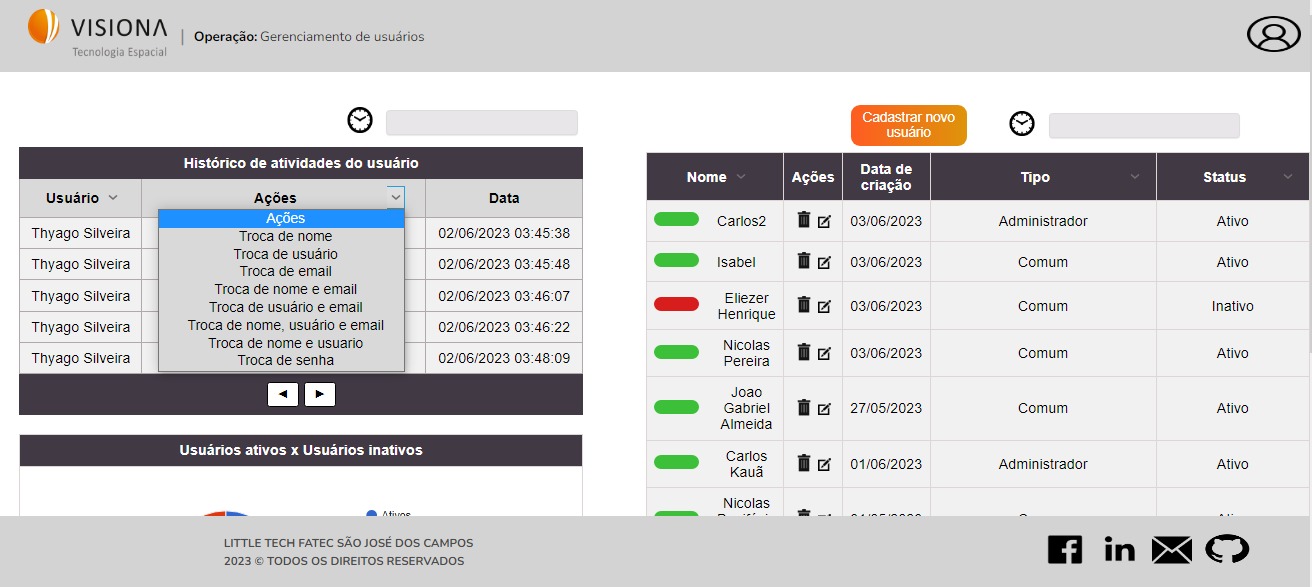 VISIONA
Tecnologia Espacial
| Operação: Gerenciamento de usuários
Histórico de atividades do usuário
Usuário Ações Data
Ações
Troca de nome
Troca de usuário
Troca de email
Troca de nome e email
Troca de usuário e email
Troca de nome, usuário e email
Troca de nome e usuario
Troca de senha
Thyago Silveira 02/06/2023 03:45:38
Thyago Silveira 02/06/2023 03:45:48
Thyago Silveira 02/06/2023 03:46:07
Thyago Silveira 02/06/2023 03:46:22
Thyago Silveira 02/06/2023 03:48:09
Usuários ativos x Usuários inativos
Ativos
Cadastrar novo
usuário
Nome Ações Data de
criação Tipo Status
Carlos2 03/06/2023 Administrador Ativo
Isabel 03/06/2023 Comum Ativo
Eliezer
Henrique 03/06/2023 Comum Inativo
Nicolas
Pereira 03/06/2023 Comum Ativo
Joao
Gabriel
Almeida 27/05/2023 Comum Ativo
Carlos
Kauã 01/06/2023 Administrador Ativo
Nicolas
LITTLE TECH FATEC SÃO JOSÉ DOS CAMPOS
2023 © TODOS OS DIREITOS RESERVADOS